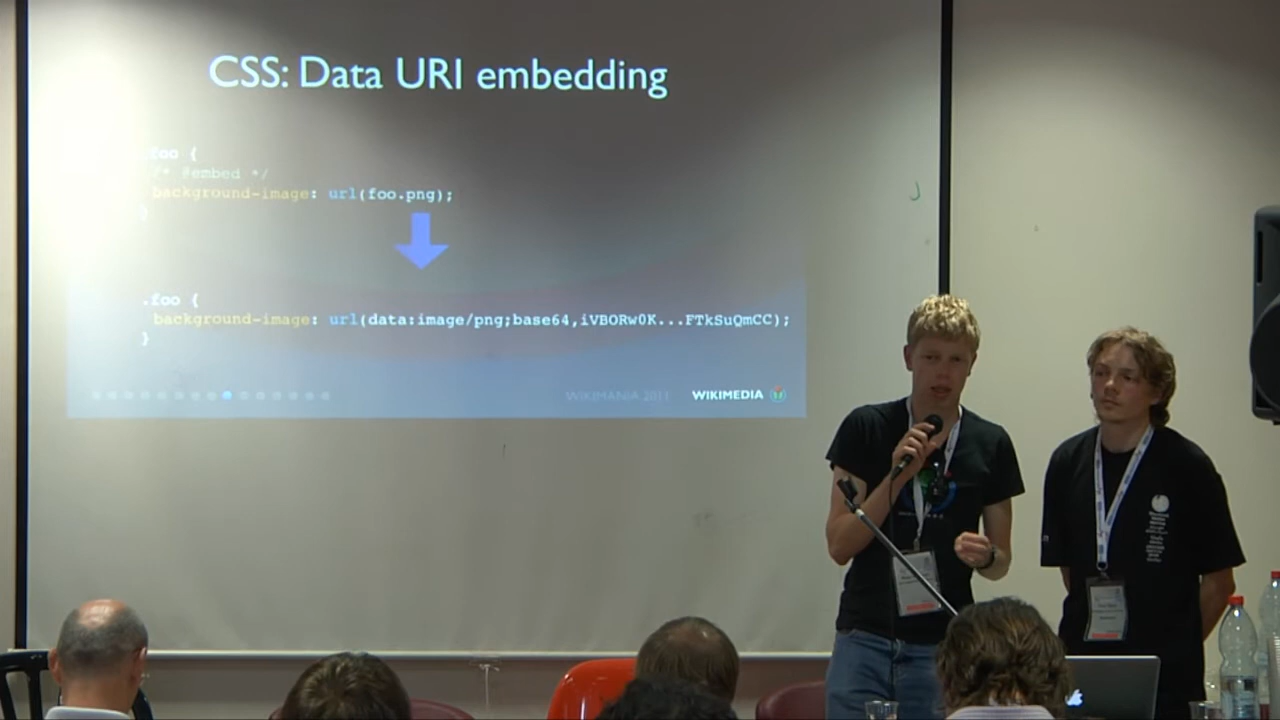 CSS: Data URI embedding
.foo {
/* @embed */
background-image: url(foo.png);
}
.foo {
background-image: url(data:image/png;base64,iVBORw0K...FTkSuQmCC);
}
WIKIMANIA 2011 WIKIMEDIA